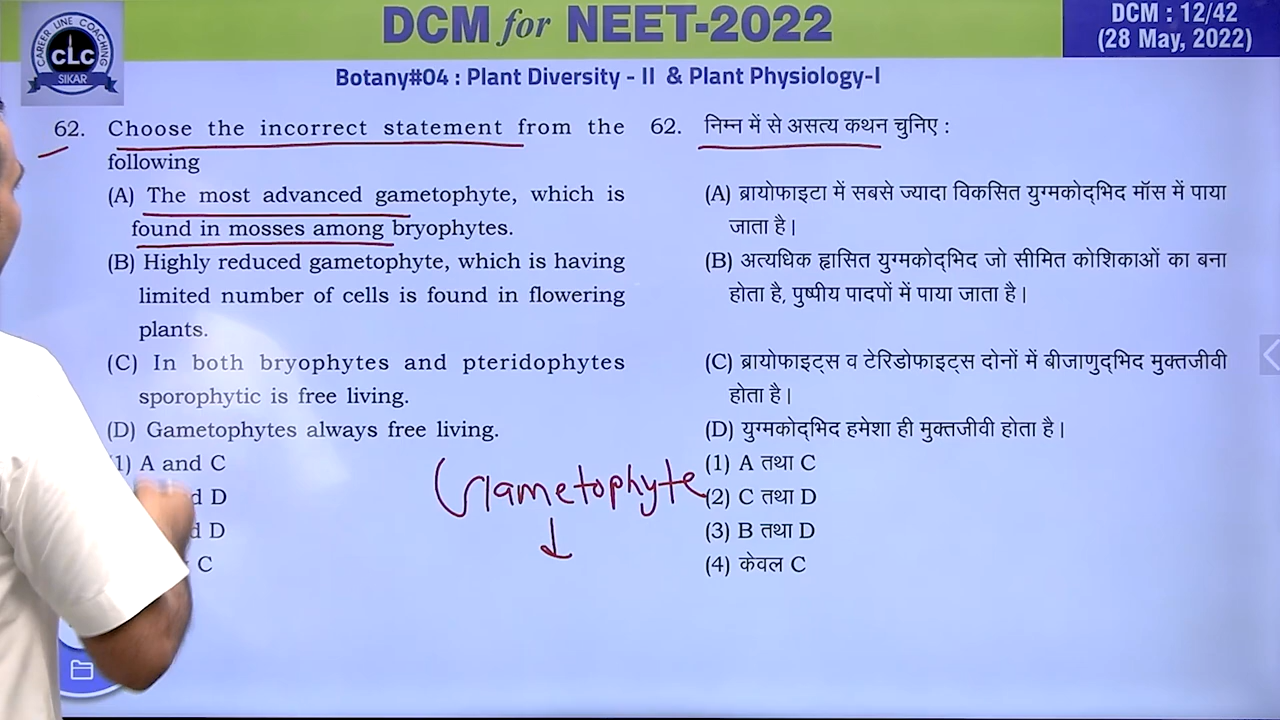 DCM for NEET-2022
DCM : 12/42
(28 May, 2022)
CAREER LINE COACHING
CLC
SIKAR
Botany#04 : Plant Diversity - II & Plant Physiology-I
62. Choose the incorrect statement from the
following
(A) The most advanced gametophyte, which is
found in mosses among bryophytes.
(B) Highly reduced gametophyte, which is having
limited number of cells is found in flowering
plants.
(C) In both bryophytes and pteridophytes
sporophytic is free living.
(D) Gametophytes always free living.
1) A and C
d D
d D
C
Gametophyte
62. निम्न में से असत्य कथन चुनिए :
(A) ब्रायोफाइटा में सबसे ज्यादा विकसित युग्मकोद्भिद मॉस में पाया
जाता है।
(B) अत्यधिक ह्रासित युग्मकोद्भिद जो सीमित कोशिकाओं का बना
होता है, पुष्पीय पादपों में पाया जाता है।
(C) ब्रायोफाइट्स व टेरिडोफाइट्स दोनों में बीजाणुद्भिद मुक्तजीवी
होता है।
(D) युग्मकोद्भिद हमेशा ही मुक्तजीवी होता है।
(1) A तथा C
(2) C तथा D
(3) B तथा D
(4) केवल C